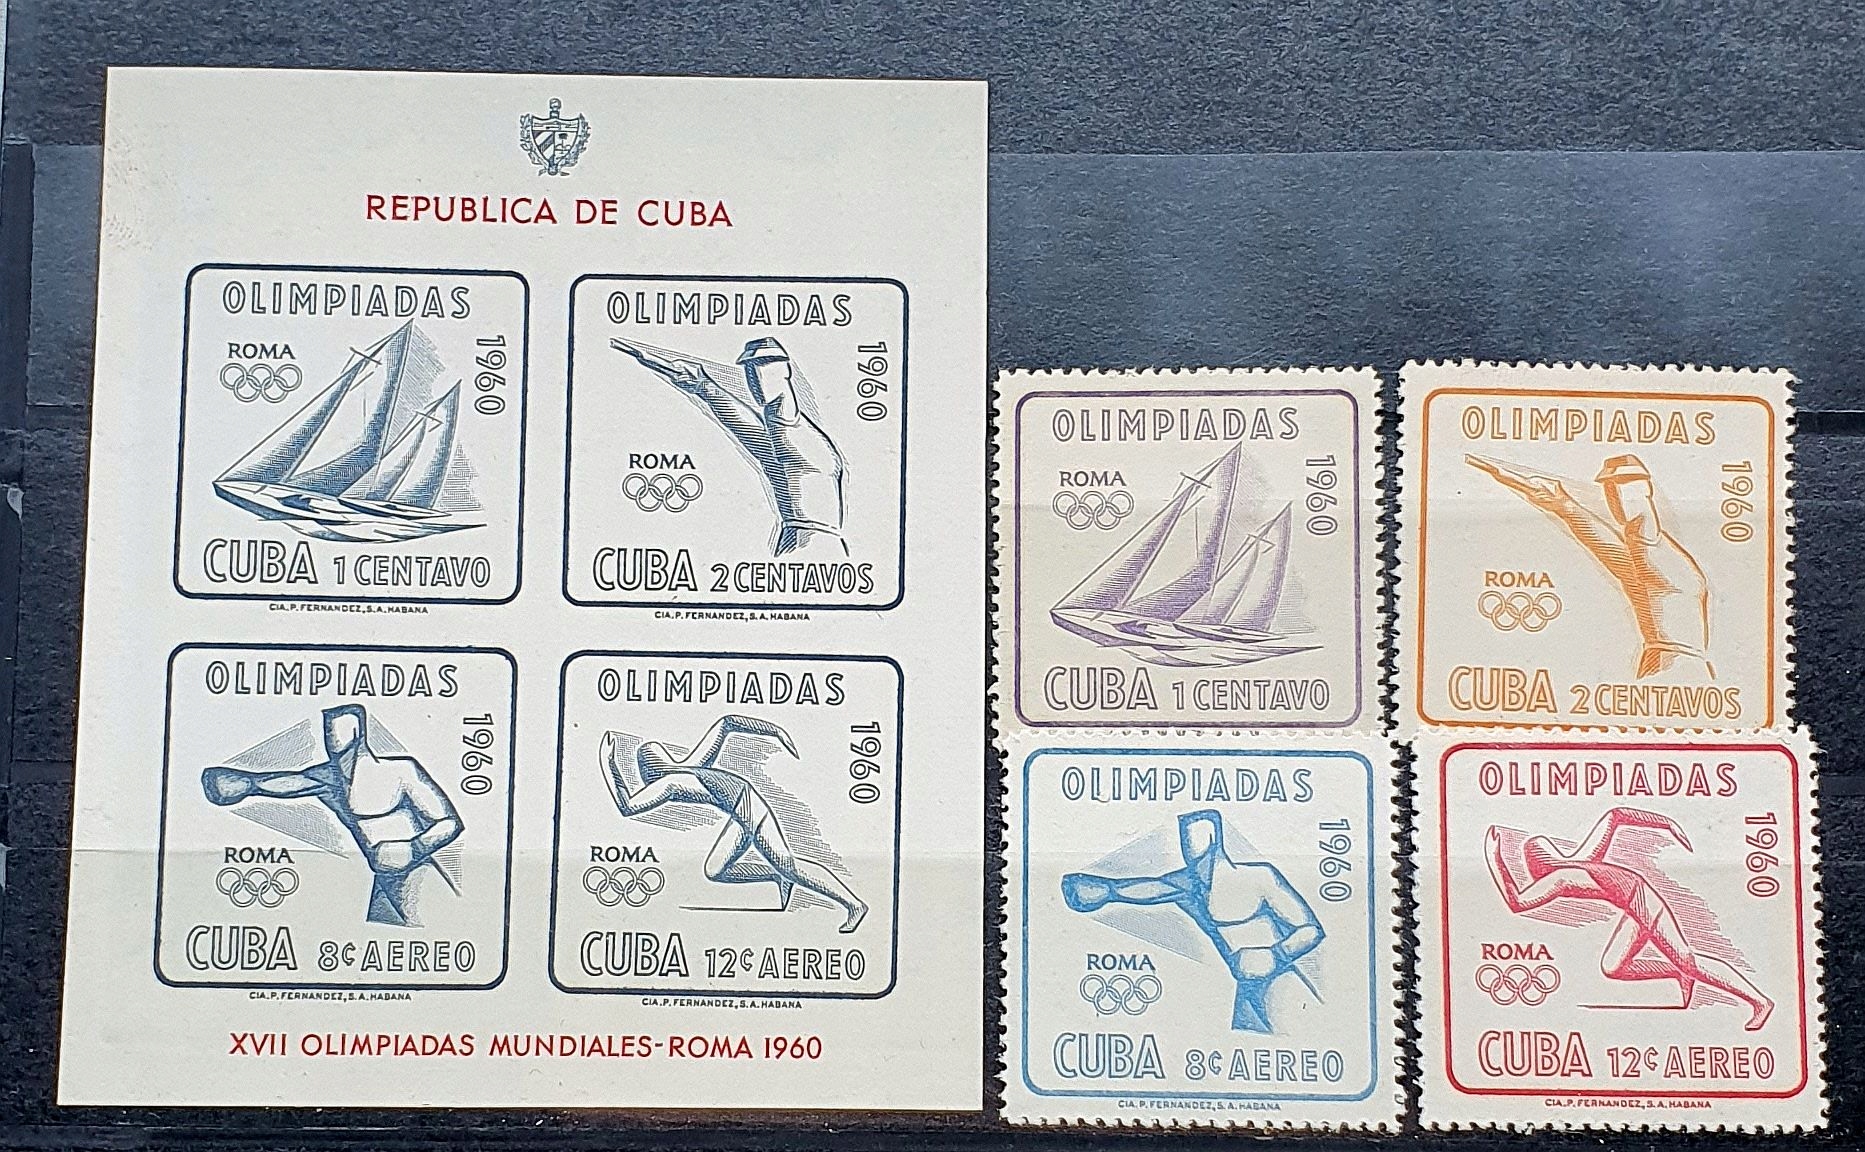 REPUBLICA DE CUBA
OLIMPIADAS
1960
ROMA
CUBA 1 CENTAVO
CIA.P.FERNANDEZ,S.A.HABANA
OLIMPIADAS
1960
ROMA
CUBA 2 CENTAVOS
CIA.P.FERNANDEZ,S.A.HABANA
OLIMPIADAS
1960
ROMA
CUBA 8¢ AEREO
CIA.P.FERNANDEZ,S.A.HABANA
OLIMPIADAS
1960
ROMA
CUBA 12¢ AEREO
CIA.P.FERNANDEZ,S.A.HABANA
XVII OLIMPIADAS MUNDIALES-ROMA 1960
OLIMPIADAS
1960
ROMA
CUBA 1 CENTAVO
OLIMPIADAS
1960
ROMA
CUBA 2 CENTAVOS
OLIMPIADAS
1960
ROMA
CUBA 8¢ AEREO
CIA.P.FERNANDEZ,S.A.HABANA
OLIMPIADAS
1960
ROMA
CUBA 12¢ AEREO
CIA.P.FERNANDEZ,S.A.HABANA